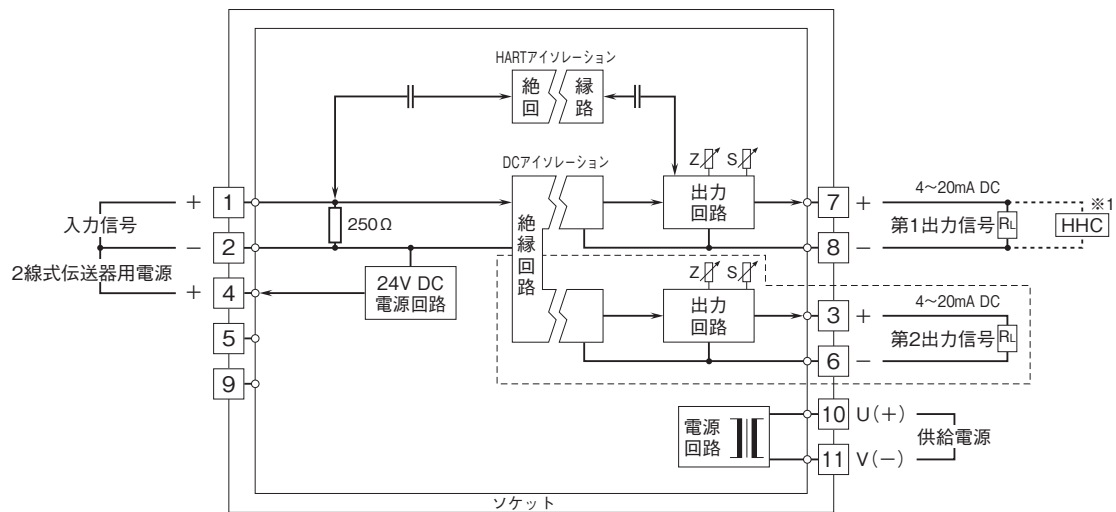 HARTアイソレーション
絶 縁
回 路
DCアイソレーション
絶縁回路
Z S
出力
回路
1
+
入力信号
2
−
2線式伝送器用電源
4
+
5
9
250Ω
24V DC
電源回路
7 +
4~20mA DC
第1出力信号
RL
※1
HHC
8 −
Z S
出力
回路
3 +
4~20mA DC
第2出力信号
RL
6 −
電源
回路
10 U(+)
供給電源
11 V(−)
ソケット